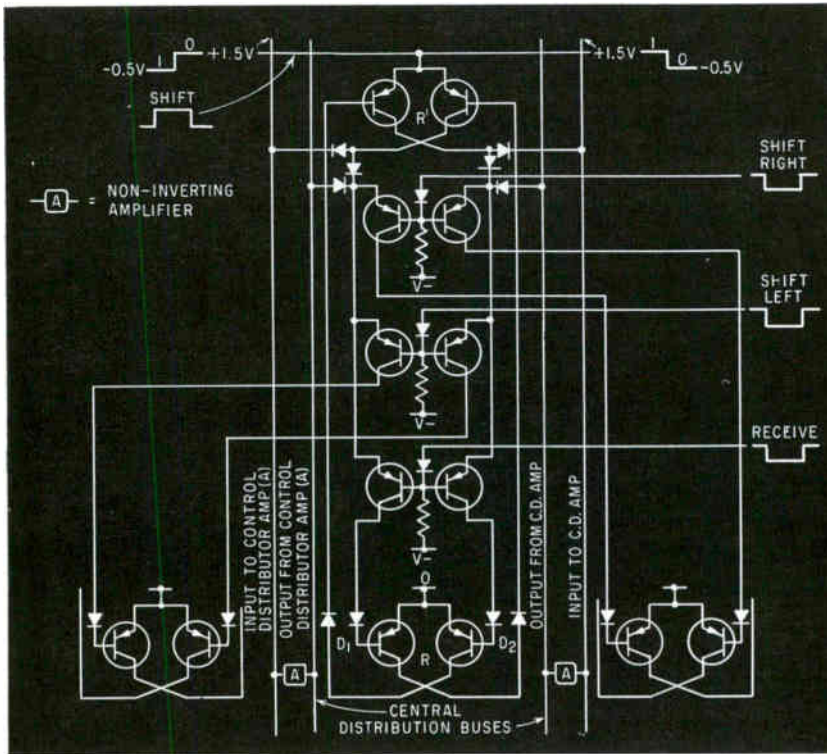 1
0
-0.5V
+1.5V
SHIFT
A
= NON-INVERTING
AMPLIFIER
R'
+1.5V
1
0
-0.5V
SHIFT
RIGHT
V-
SHIFT
LEFT
V-
RECEIVE
V-
INPUT TO CONTROL
DISTRIBUTOR AMP (A)
OUTPUT FROM CONTROL
DISTRIBUTOR AMP (A)
O
D1
R
D2
OUTPUT FROM C.D. AMP
INPUT TO C.D. AMP
A
A
CENTRAL
DISTRIBUTION BUSES